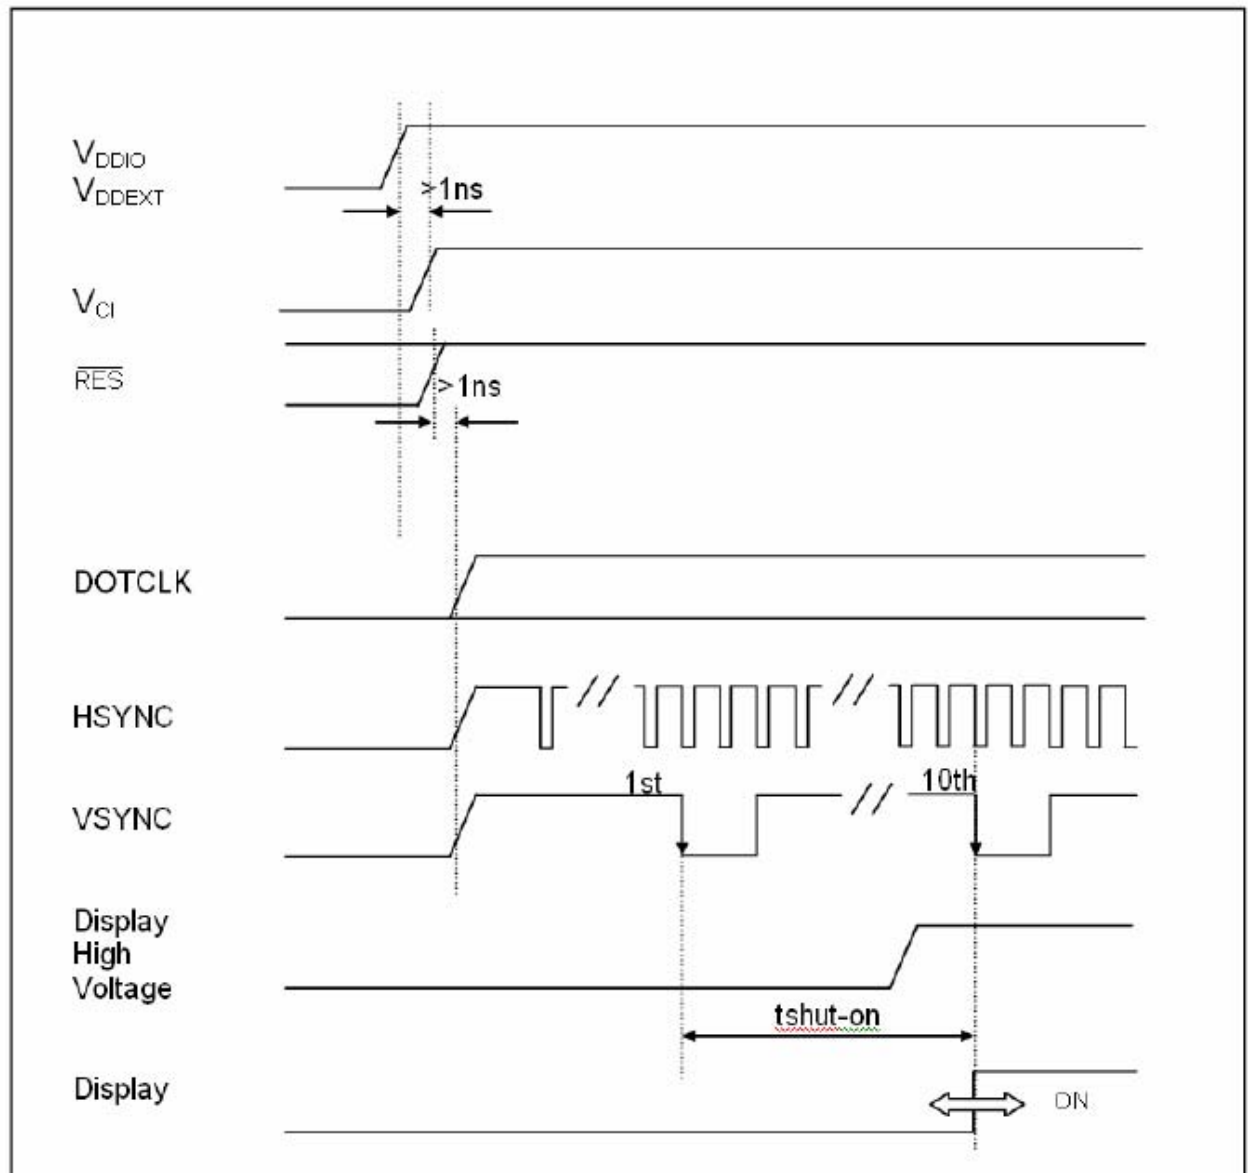 VDDIO
VDDEXT
>1ns
VCI
RES
>1ns
DOTCLK
HSYNC
VSYNC
1st
10th
Display
High
Voltage
tshut-on
Display
ON